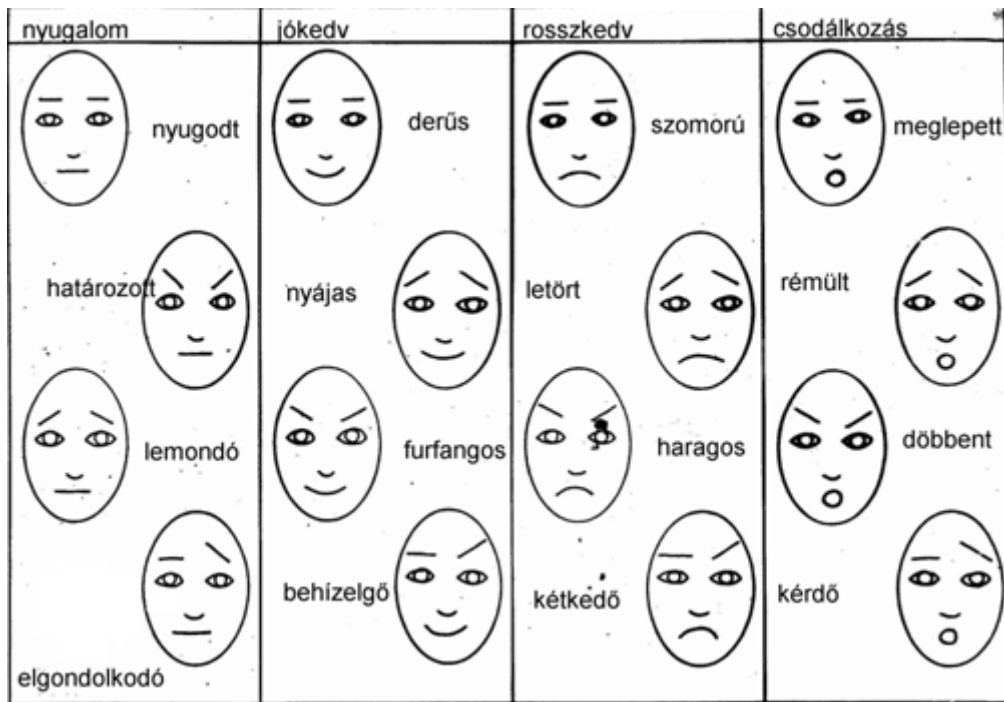 nyugalom
jókedv
rosszkedv
csodálkozás
nyugodt
derűs
szomorú
meglepett
határozott
nyájas
letört
rémült
lemondó
furfangos
haragos
döbbent
elgondolkodó
behízelgő
kétkedő
kérdő